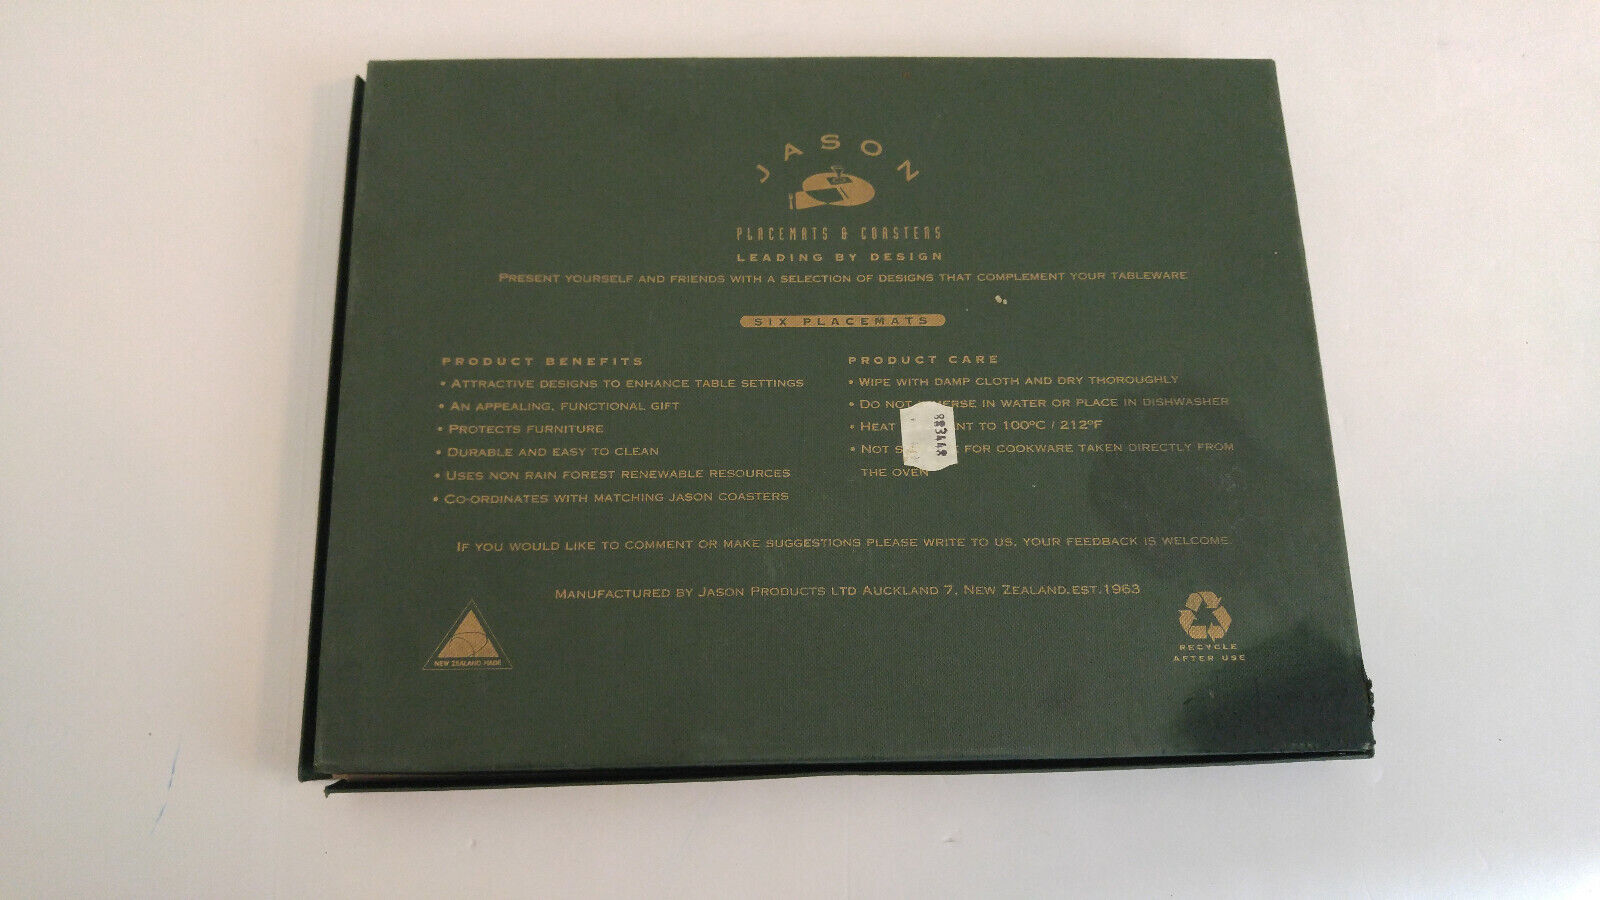 JASON
PLACEMATS & COASTERS
LEADING BY DESIGN
PRESENT YOURSELF AND FRIENDS WITH A SELECTION OF DESIGNS THAT COMPLEMENT YOUR TABLEWARE
SIX PLACEMATS
PRODUCT BENEFITS
• ATTRACTIVE DESIGNS TO ENHANCE TABLE SETTINGS
• AN APPEALING, FUNCTIONAL GIFT
• PROTECTS FURNITURE
• DURABLE AND EASY TO CLEAN
• USES NON RAIN FOREST RENEWABLE RESOURCES
• CO-ORDINATES WITH MATCHING JASON COASTERS
PRODUCT CARE
• WIPE WITH DAMP CLOTH AND DRY THOROUGHLY
• DO NOT IN WATER OR PLACE IN DISHWASHER
• HEAT TO 100°C / 212°F
• NOT FOR COOKWARE TAKEN DIRECTLY FROM
THE OVEN
883448
IF YOU WOULD LIKE TO COMMENT OR MAKE SUGGESTIONS PLEASE WRITE TO US. YOUR FEEDBACK IS WELCOME.
MANUFACTURED BY JASON PRODUCTS LTD AUCKLAND 7, NEW ZEALAND.EST.1963
NEW ZEALAND MADE
RECYCLE
AFTER USE